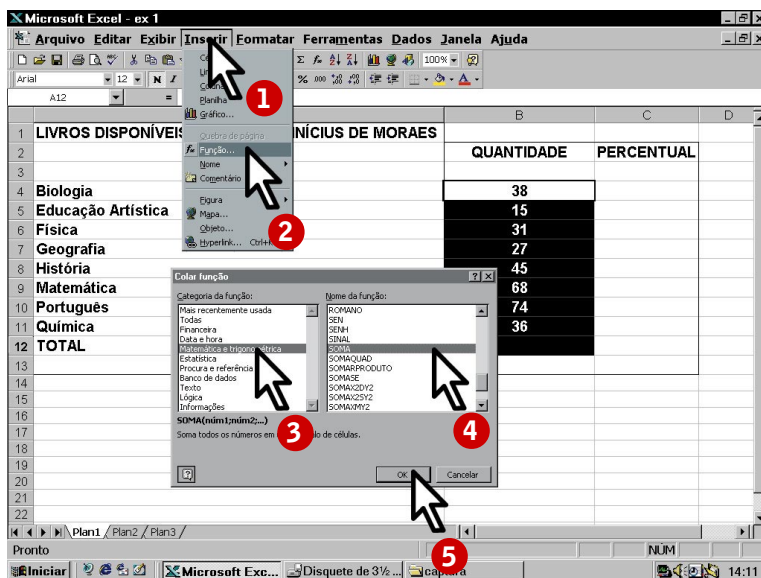 Microsoft Excel - ex 1
Arquivo Editar Exibir Inserir Formatar Ferramentas Dados Janela Ajuda
100%
Arial 12 N I % 000
A12 =
Planilha
Gráfico...
Quebra de página
Função...
Nome
Comentário
Figura
Mapa...
Objeto...
Hyperlink...
1
2
B C D
1 LIVROS DISPONÍVEIS NÍCIUS DE MORAES
2 QUANTIDADE PERCENTUAL
3
4 Biologia 38
5 Educação Artística 15
6 Física 31
7 Geografia 27
8 História 45
9 Matemática 68
10 Português 74
11 Química 36
12 TOTAL
13
14
15
16
17
18
19
20
21
22
Colar função
Categoria da função:
Mais recentemente usada
Todas
Financeira
Data e hora
Matemática e trigonométrica
Estatística
Procura e referência
Banco de dados
Texto
Lógica
Informações
Nome da função:
ROMANO
SEN
SENH
SINAL
SOMA
SOMAQUAD
SOMARPRODUTO
SOMASE
SOMAX2DY2
SOMAX2SY2
SOMAXMY2
3
4
SOMA(núm1;núm2;...)
Soma todos os números em lo de células.
OK Cancelar
5
Plan1 Plan2 Plan3
Pronto NÚM
Iniciar Microsoft Exc... Disquete de 3½ ... 14:11